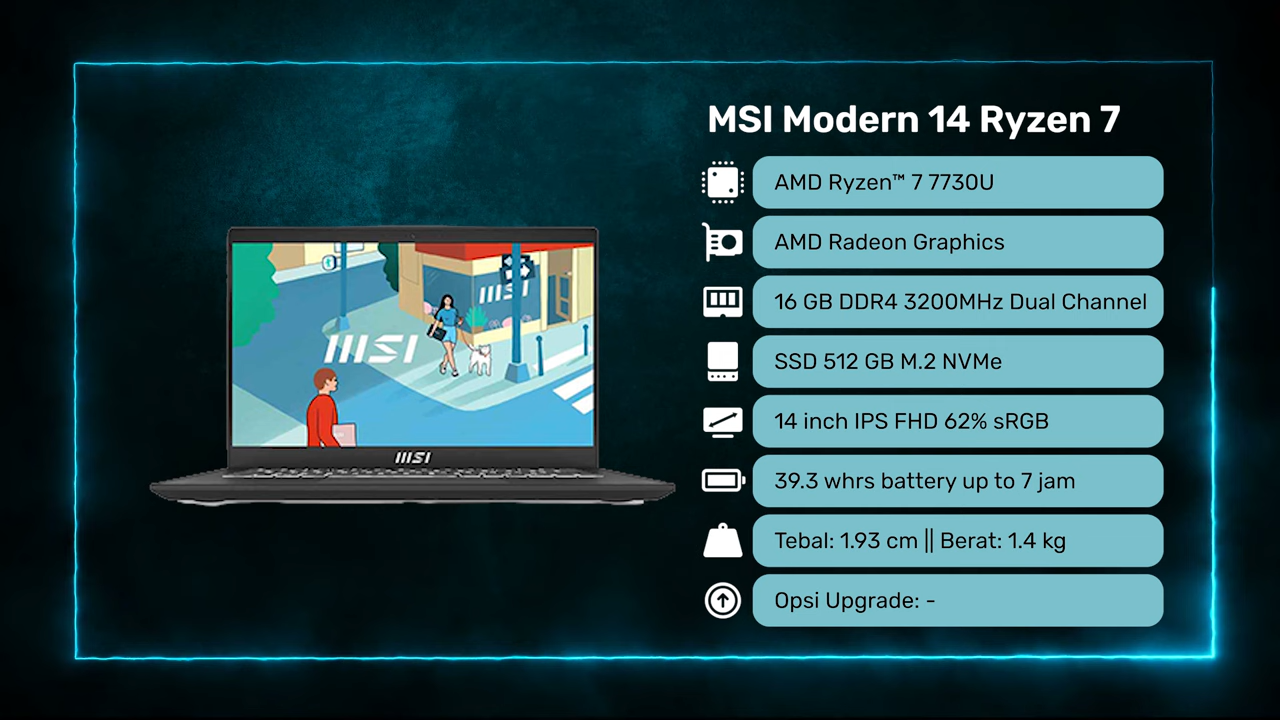 MSI Modern 14 Ryzen 7
AMD Ryzen™ 7 7730U
AMD Radeon Graphics
16 GB DDR4 3200MHz Dual Channel
SSD 512 GB M.2 NVMe
14 inch IPS FHD 62% sRGB
39.3 whrs battery up to 7 jam
Tebal: 1.93 cm || Berat: 1.4 kg
Opsi Upgrade: -
msi
msi
msi